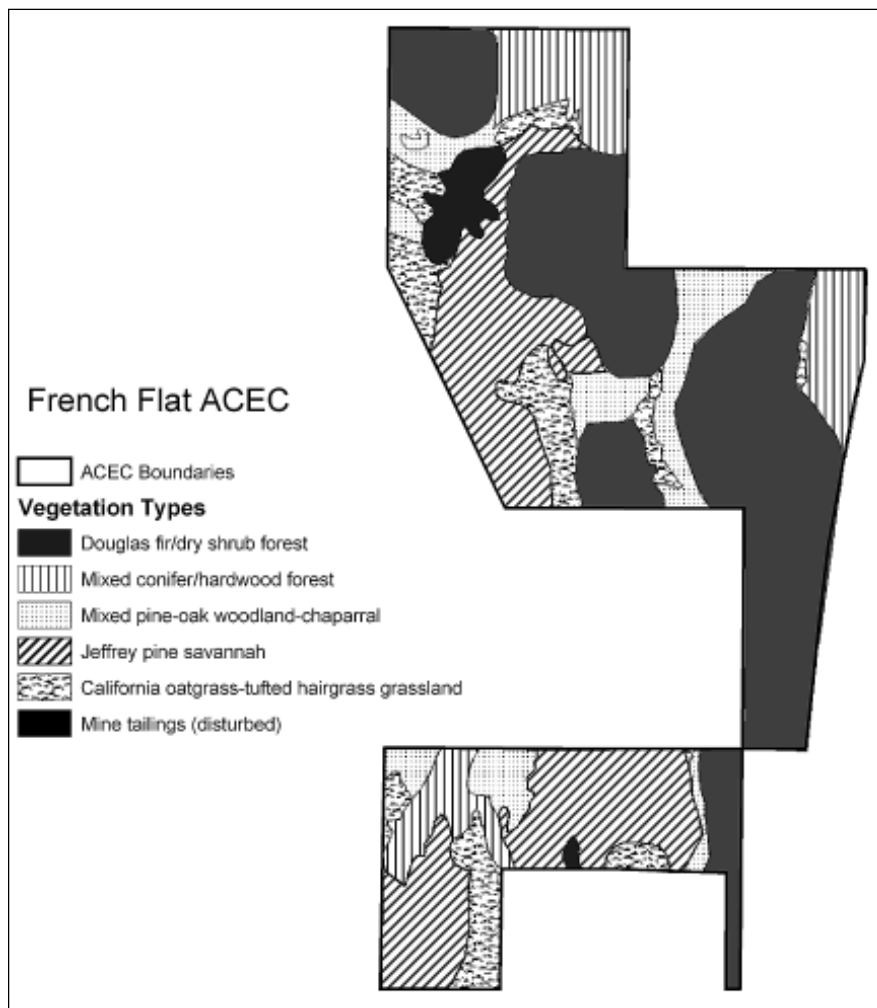 French Flat ACEC
ACEC Boundaries
Vegetation Types
Douglas fir/dry shrub forest
Mixed conifer/hardwood forest
Mixed pine-oak woodland-chaparral
Jeffrey pine savannah
California oatgrass-tufted hairgrass grassland
Mine tailings (disturbed)